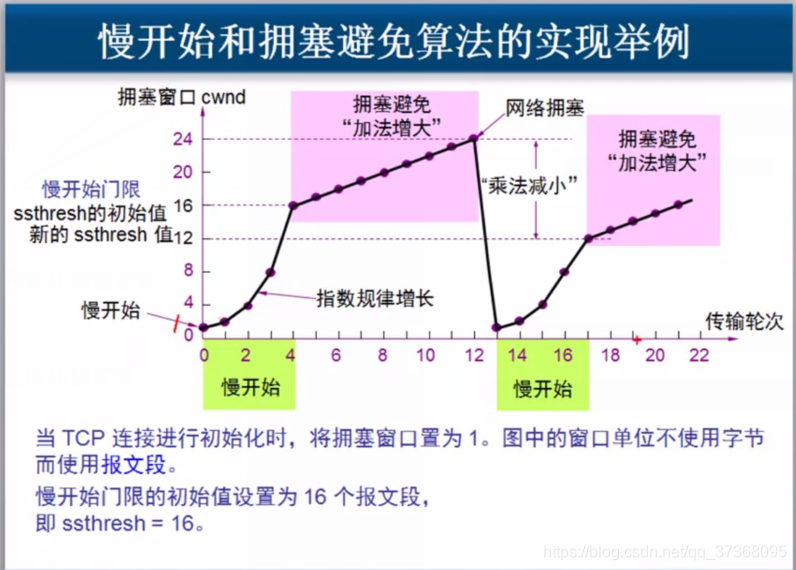 慢开始和拥塞避免算法的实现举例
拥塞窗口 cwnd
拥塞避免
“加法增大”
网络拥塞
拥塞避免
“加法增大”
24
20
慢开始门限
ssthresh的初始值 16
“乘法减小”
新的 ssthresh 值 12
8
4
指数规律增长
慢开始
传输轮次
0
0 2 4 6 8 10 12 14 16 18 20 22
慢开始
慢开始
当 TCP 连接进行初始化时，将拥塞窗口置为 1。图中的窗口单位不使用字节
而使用报文段。
慢开始门限的初始值设置为 16 个报文段，
即 ssthresh = 16。
https://blog.csdn.net/qq_37368095